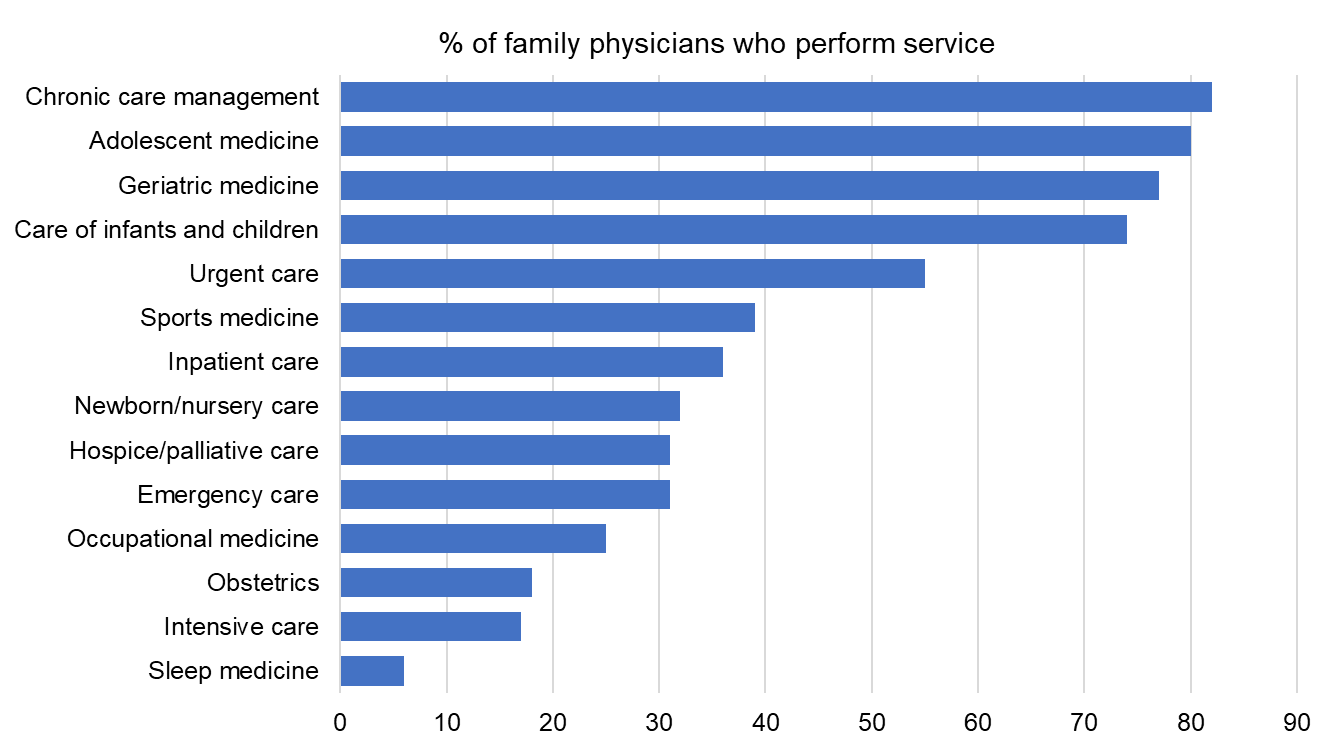 % of family physicians who perform service
Chronic care management
Adolescent medicine
Geriatric medicine
Care of infants and children
Urgent care
Sports medicine
Inpatient care
Newborn/nursery care
Hospice/palliative care
Emergency care
Occupational medicine
Obstetrics
Intensive care
Sleep medicine
0 10 20 30 40 50 60 70 80 90